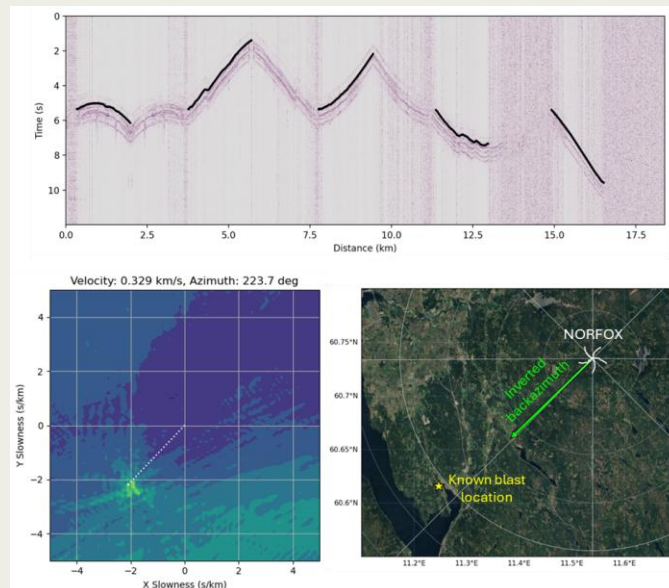 0
2
4
6
8
10
Time (s)
0.0 2.5 5.0 7.5 10.0 12.5 15.0 17.5
Distance (km)
Velocity: 0.329 km/s, Azimuth: 223.7 deg
4
2
0
−2
−4
Y Slowness (s/km)
−4 −2 0 2 4
X Slowness (s/km)
60.75°N
60.7°N
60.65°N
60.6°N
NORFOX
Inverted
backazimuth
Known blast
location
11.2°E 11.3°E 11.4°E 11.5°E 11.6°E